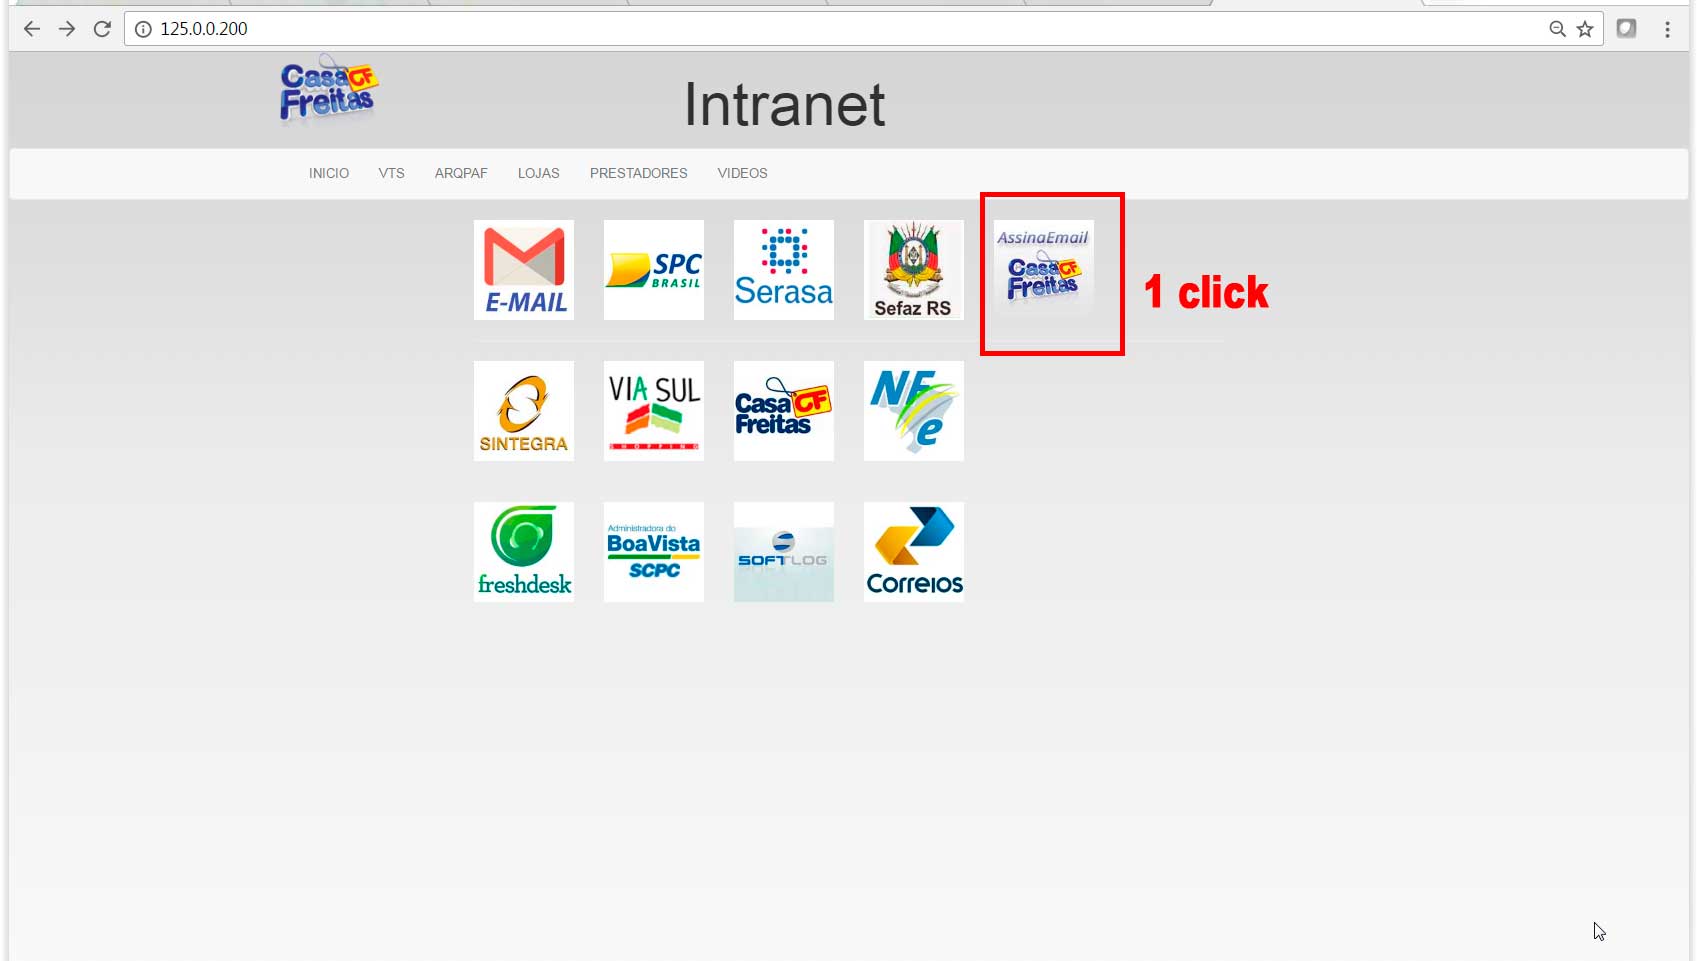 125.0.0.200
Casa CF
Freitas
Intranet
INICIO VTS ARQPAF LOJAS PRESTADORES VIDEOS
E-MAIL
SPC
BRASIL
Serasa
Sefaz RS
AssinaEmail
Casa CF
Freitas
1 click
SINTEGRA
VIA SUL
SHOPPING
Casa CF
Freitas
NF
e
freshdesk
Administradora do
BoaVista
SCPC
SOFTLOG
Correios